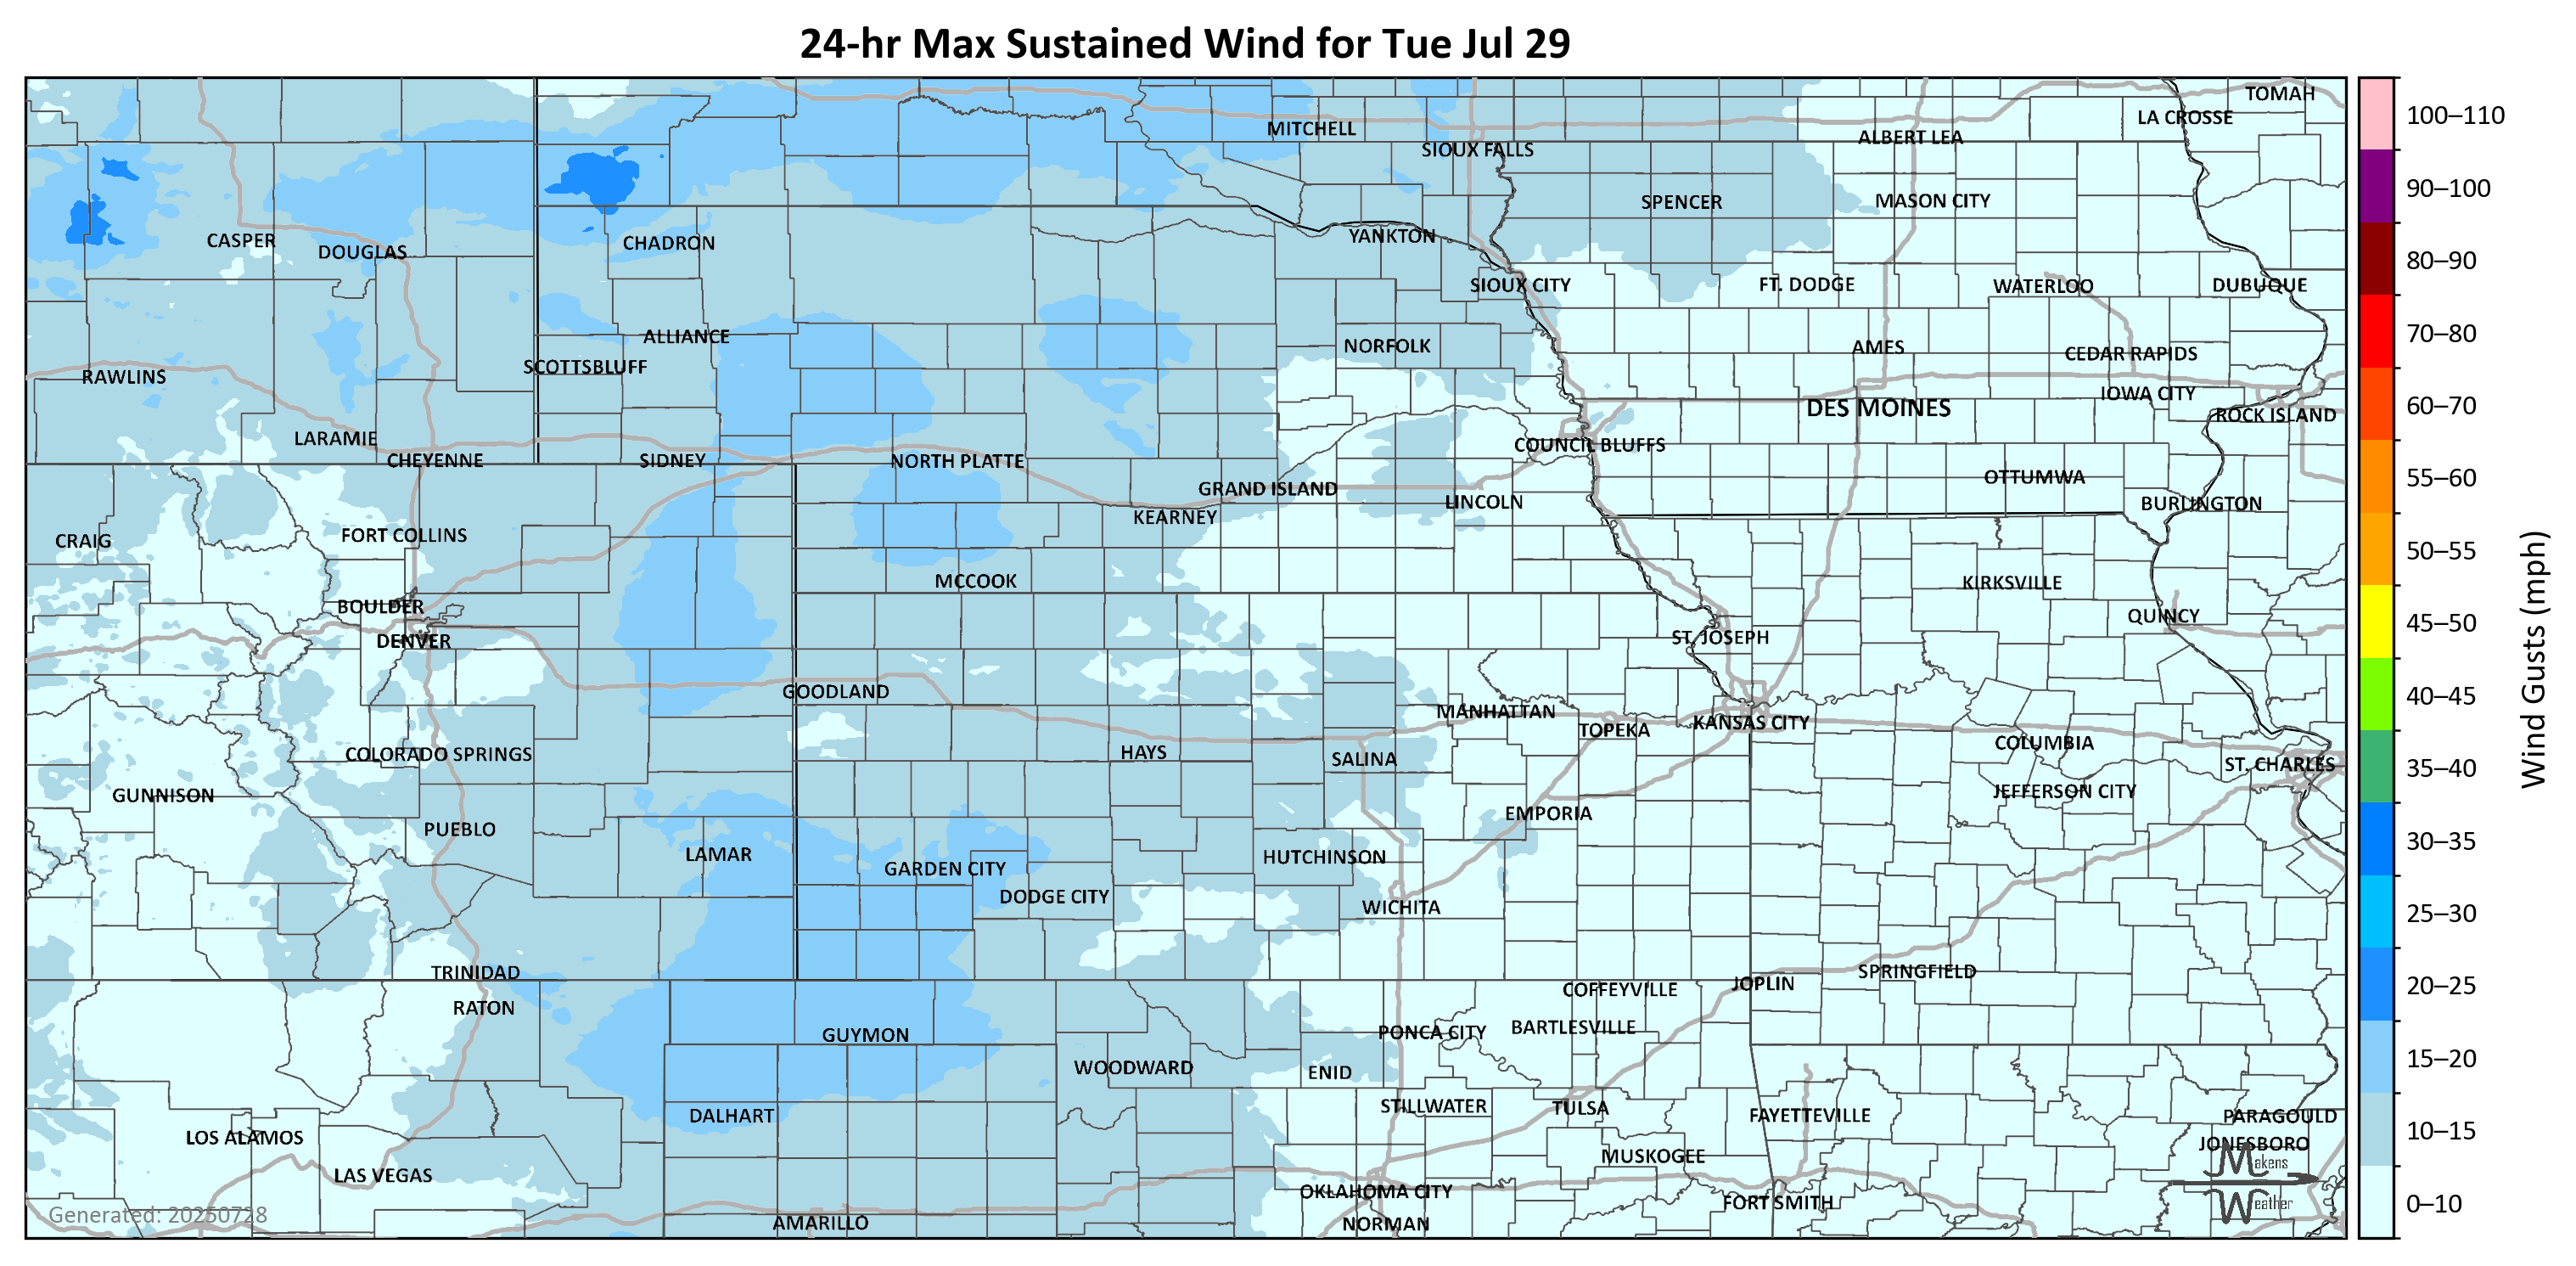 24-hr Max Sustained Wind for Tue Jul 29
TOMAH
LA CROSSE
MITCHELL
ALBERT LEA
SIOUX FALLS
SPENCER
MASON CITY
CASPER
DOUGLAS
CHADRON
YANKTON
SIOUX CITY
FT. DODGE
WATERLOO
DUBUQUE
ALLIANCE
NORFOLK
AMES
CEDAR RAPIDS
SCOTTSBLUFF
RAWLINS
IOWA CITY
DES MOINES
ROCK ISLAND
LARAMIE
COUNCIL BLUFFS
CHEYENNE
SIDNEY
NORTH PLATTE
OTTUMWA
GRAND ISLAND
LINCOLN
BURLINGTON
KEARNEY
CRAIG
FORT COLLINS
MCCOOK
KIRKSVILLE
BOULDER
QUINCY
DENVER
ST. JOSEPH
GOODLAND
MANHATTAN
TOPEKA
KANSAS CITY
COLUMBIA
COLORADO SPRINGS
HAYS
SALINA
ST. CHARLES
GUNNISON
JEFFERSON CITY
EMPORIA
PUEBLO
LAMAR
HUTCHINSON
GARDEN CITY
DODGE CITY
WICHITA
TRINIDAD
SPRINGFIELD
JOPLIN
COFFEYVILLE
RATON
GUYMON
PONCA CITY
BARTLESVILLE
WOODWARD
ENID
STILLWATER
TULSA
DALHART
FAYETTEVILLE
PARAGOULD
LOS ALAMOS
JONESBORO
MUSKOGEE
LAS VEGAS
OKLAHOMA CITY
FORT SMITH
AMARILLO
NORMAN
Generated: 20250728
Makens
Weather
100–110
90–100
80–90
70–80
60–70
55–60
50–55
45–50
40–45
35–40
30–35
25–30
20–25
15–20
10–15
0–10
Wind Gusts (mph)